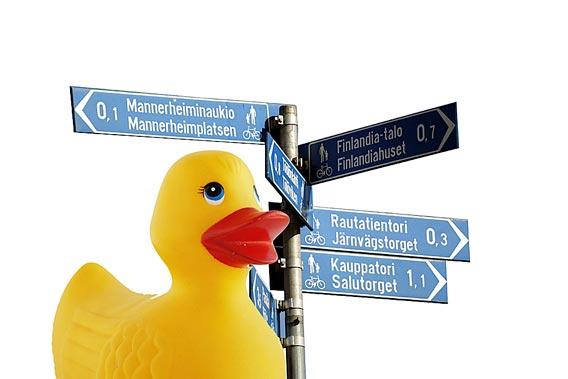 0,1 Mannerheiminaukio
Mannerheimplatsen
Finlandia-talo 0,7
Finlandiahuset
Rautatientori 0,3
Järnvägstorget
Kauppatori 1,1
Salutorget